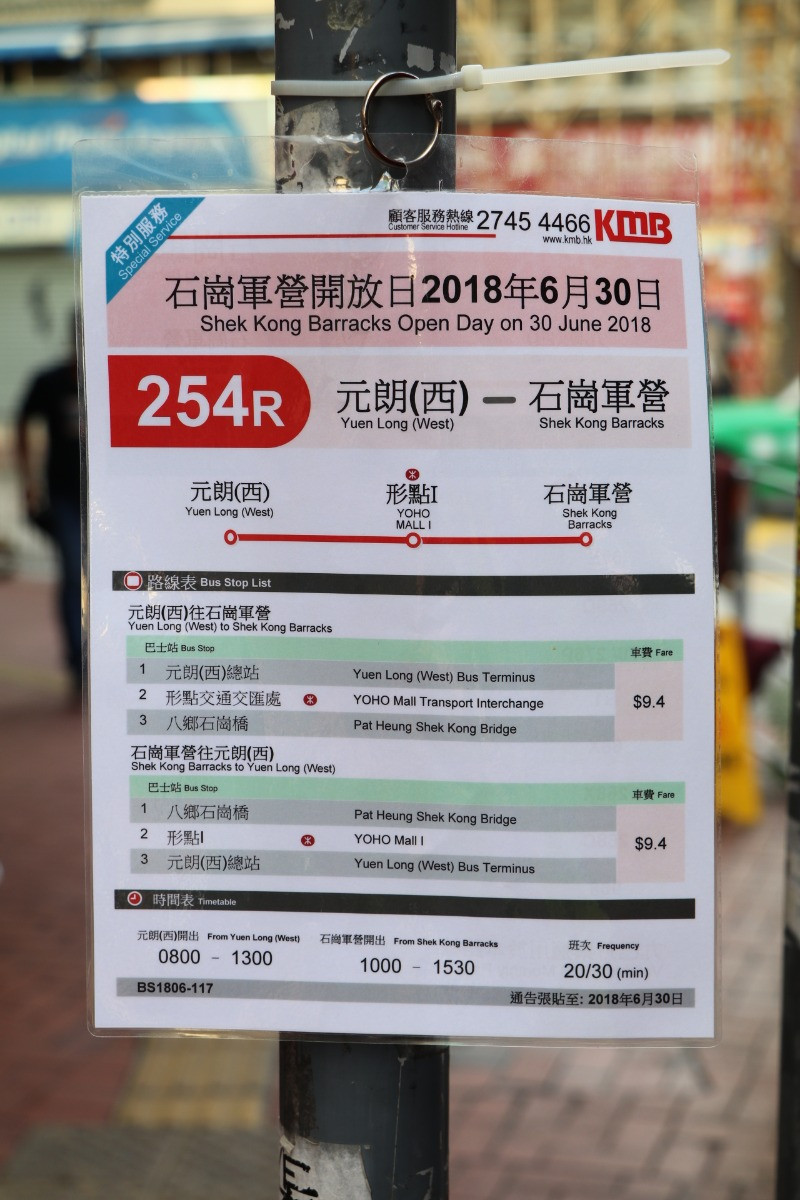 特別服務
Special Service
顧客服務熱線 2745 4466 KMB
Customer Service Hotline
www.kmb.hk
石崗軍營開放日2018年6月30日
Shek Kong Barracks Open Day on 30 June 2018
254R
元朗(西) — 石崗軍營
Yuen Long (West) Shek Kong Barracks
元朗(西)
Yuen Long (West)
形點I
YOHO
MALL I
石崗軍營
Shek Kong
Barracks
路線表 Bus Stop List
元朗(西)往石崗軍營
Yuen Long (West) to Shek Kong Barracks
巴士站 Bus Stop 車費 Fare
1 元朗(西)總站 Yuen Long (West) Bus Terminus
2 形點交通交匯處 YOHO Mall Transport Interchange $9.4
3 八鄉石崗橋 Pat Heung Shek Kong Bridge
石崗軍營往元朗(西)
Shek Kong Barracks to Yuen Long (West)
巴士站 Bus Stop 車費 Fare
1 八鄉石崗橋 Pat Heung Shek Kong Bridge
2 形點I YOHO Mall I $9.4
3 元朗(西)總站 Yuen Long (West) Bus Terminus
時間表 Timetable
元朗(西)開出 From Yuen Long (West) 石崗軍營開出 From Shek Kong Barracks 班次 Frequency
0800 – 1300 1000 – 1530 20/30 (min)
BS1806-117 通告張貼至: 2018年6月30日